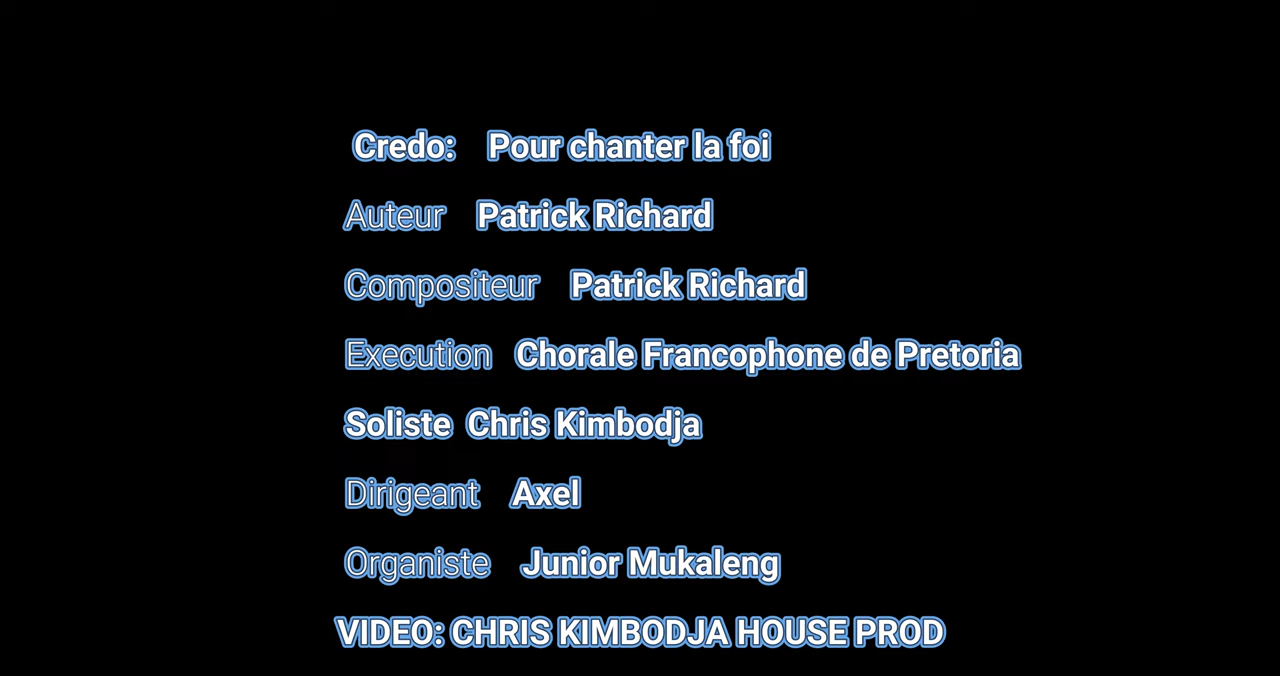 Credo: Pour chanter la foi
Auteur Patrick Richard
Compositeur Patrick Richard
Execution Chorale Francophone de Pretoria
Soliste Chris Kimbodja
Dirigeant Axel
Organiste Junior Mukaleng
VIDEO: CHRIS KIMBODJA HOUSE PROD